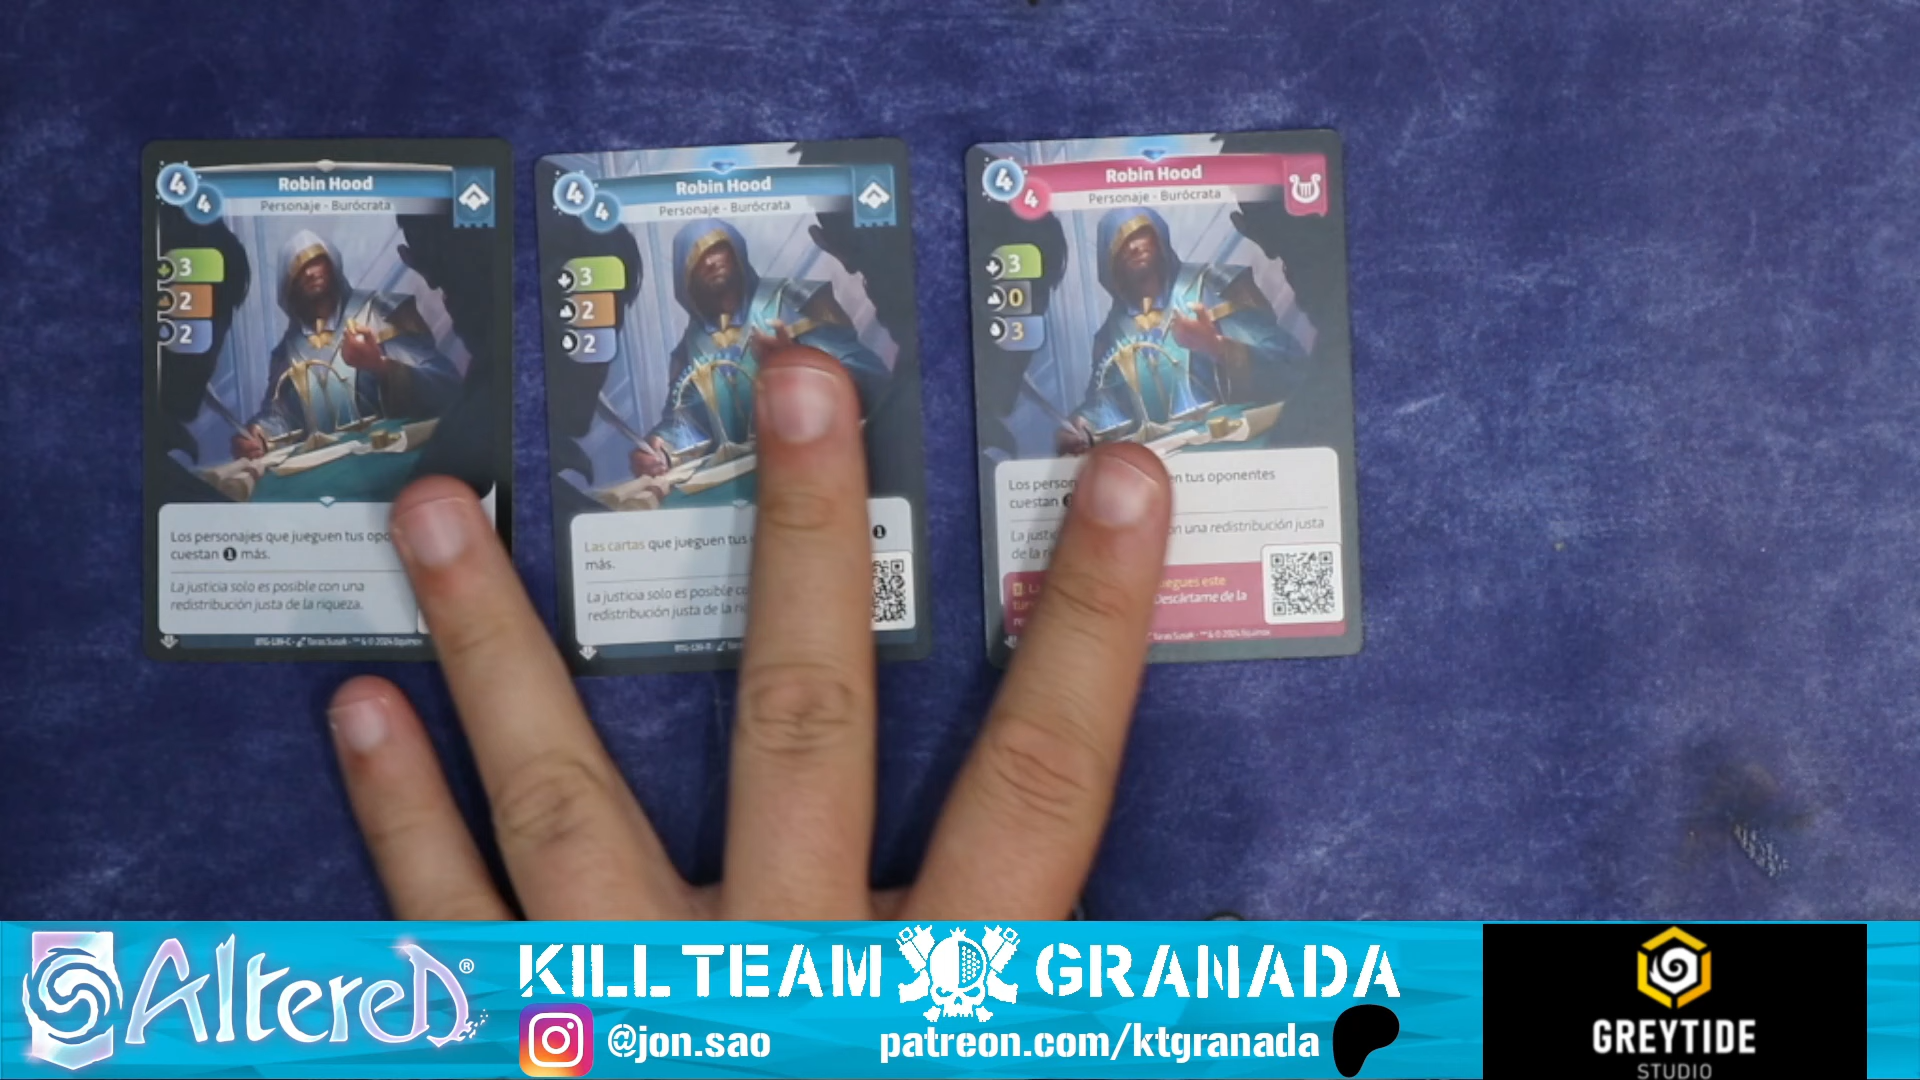 4
4
Robin Hood
Personaje - Burócrata
3
2
2
Los personajes que jueguen tus
cuestan 1 más.
La justicia solo es posible con una
redistribución justa de la riqueza.
4
4
Robin Hood
Personaje - Burócrata
3
2
2
Las cartas que jueguen tus 1
más.
La justicia solo es posible
redistribución justa de la
4
4
Robin Hood
Personaje - Burócrata
3
0
3
Los tus oponentes
cuestan
La con una redistribución justa
de la
este
Descártame de la
Altered®
KILL TEAM GRANADA
@jon.sao
patreon.com/ktgranada
GREYTIDE
STUDIO